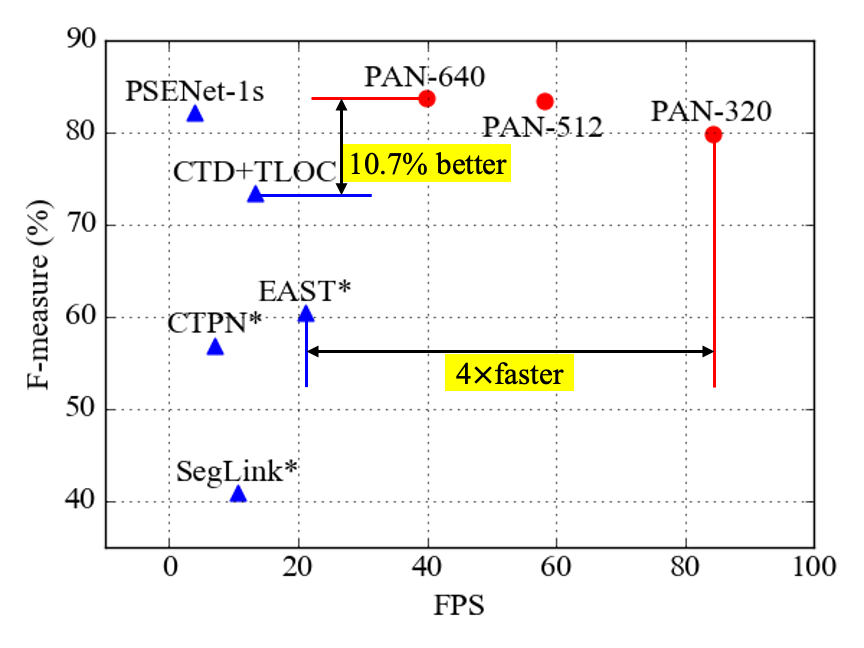 90
PAN-640
PSENet-1s
PAN-320
PAN-512
80
10.7% better
CTD+TLOC
70
F-measure (%)
EAST*
60
CTPN*
4×faster
50
SegLink*
40
0 20 40 60 80 100
FPS